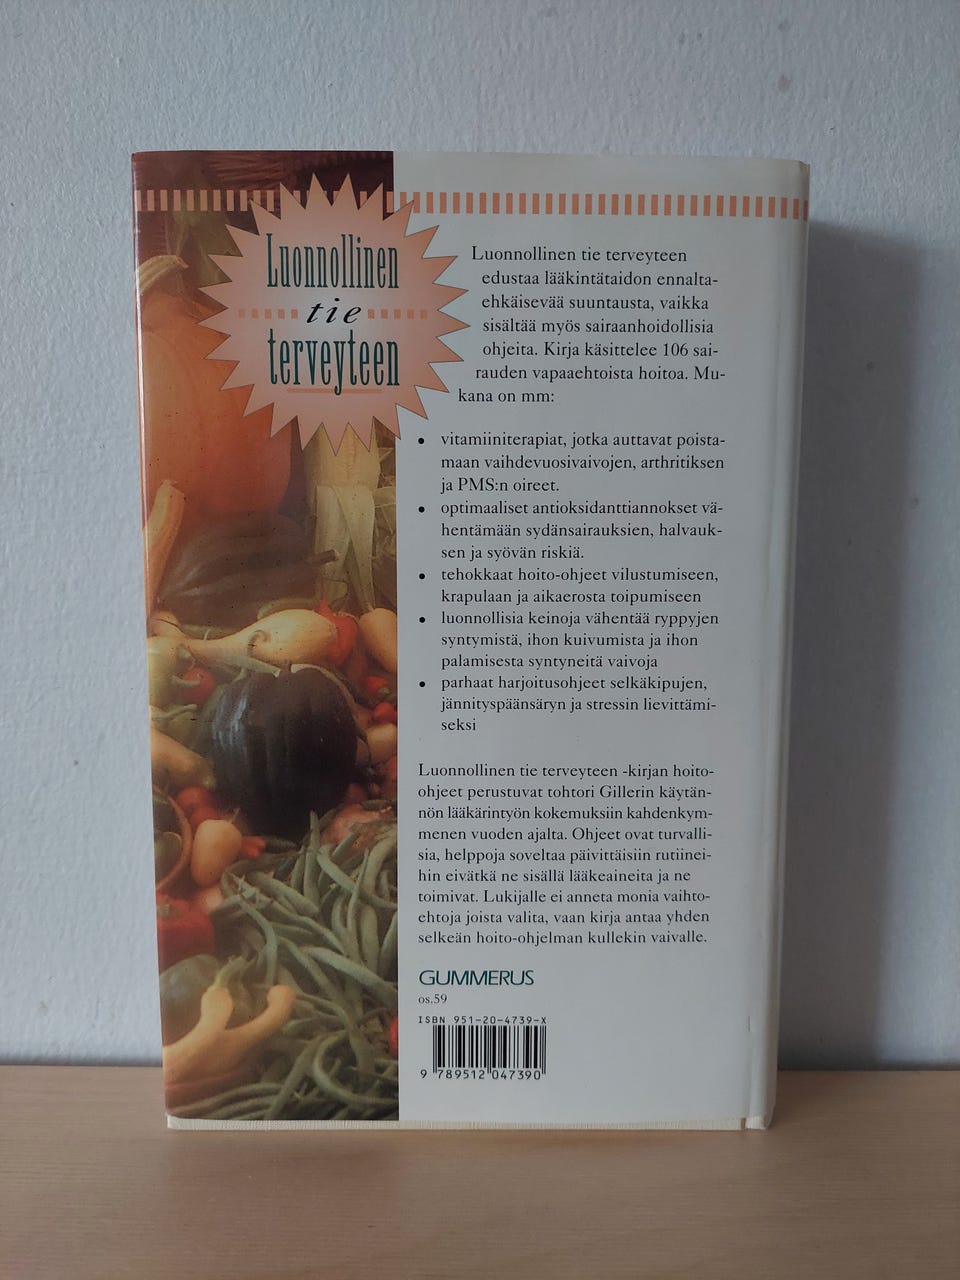 Luonnollinen
tie
terveyteen
Luonnollinen tie terveyteen
edustaa lääkintätaidon ennalta-
ehkäisevää suuntausta, vaikka
sisältää myös sairaanhoidollisia
ohjeita. Kirja käsittelee 106 sai-
rauden vapaaehtoista hoitoa. Mu-
kana on mm:
• vitamiiniterapiat, jotka auttavat poista-
maan vaihdevuosivaivojen, arthritiksen
ja PMS:n oireet.
• optimaaliset antioksidanttiannokset vä-
hentämään sydänsairauksien, halvauk-
sen ja syövän riskiä.
• tehokkaat hoito-ohjeet vilustumiseen,
krapulaan ja aikaerosta toipumiseen
• luonnollisia keinoja vähentää ryppyjen
syntymistä, ihon kuivumista ja ihon
palamisesta syntyneitä vaivoja
• parhaat harjoitusohjeet selkäkipujen,
jännityspäänsäryn ja stressin lievittämi-
seksi
Luonnollinen tie terveyteen -kirjan hoito-
ohjeet perustuvat tohtori Gillerin käytän-
nön lääkärintyön kokemuksiin kahdenkym-
menen vuoden ajalta. Ohjeet ovat turvalli-
sia, helppoja soveltaa päivittäisiin rutiinei-
hin eivätkä ne sisällä lääkeaineita ja ne
toimivat. Lukijalle ei anneta monia vaihto-
ehtoja joista valita, vaan kirja antaa yhden
selkeän hoito-ohjelman kullekin vaivalle.
GUMMERUS
os.59
ISBN 951-20-4739-X
9 789512 047390